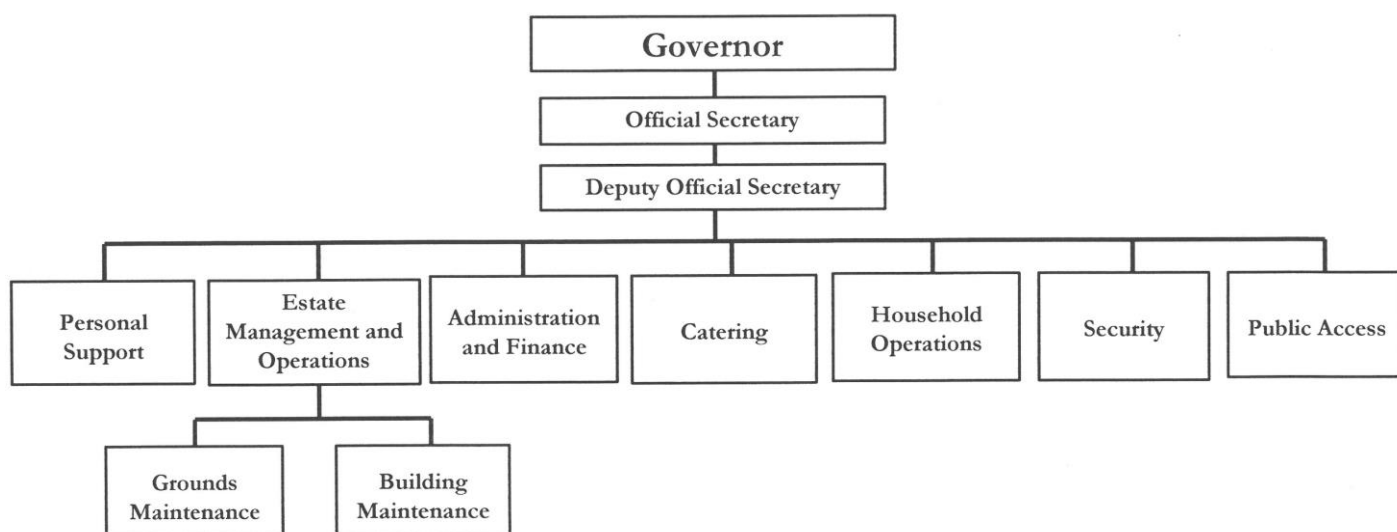 Governor
Official Secretary
Deputy Official Secretary
Personal
Support
Estate
Management and
Operations
Administration
and Finance
Catering
Household
Operations
Security
Public Access
Grounds
Maintenance
Building
Maintenance